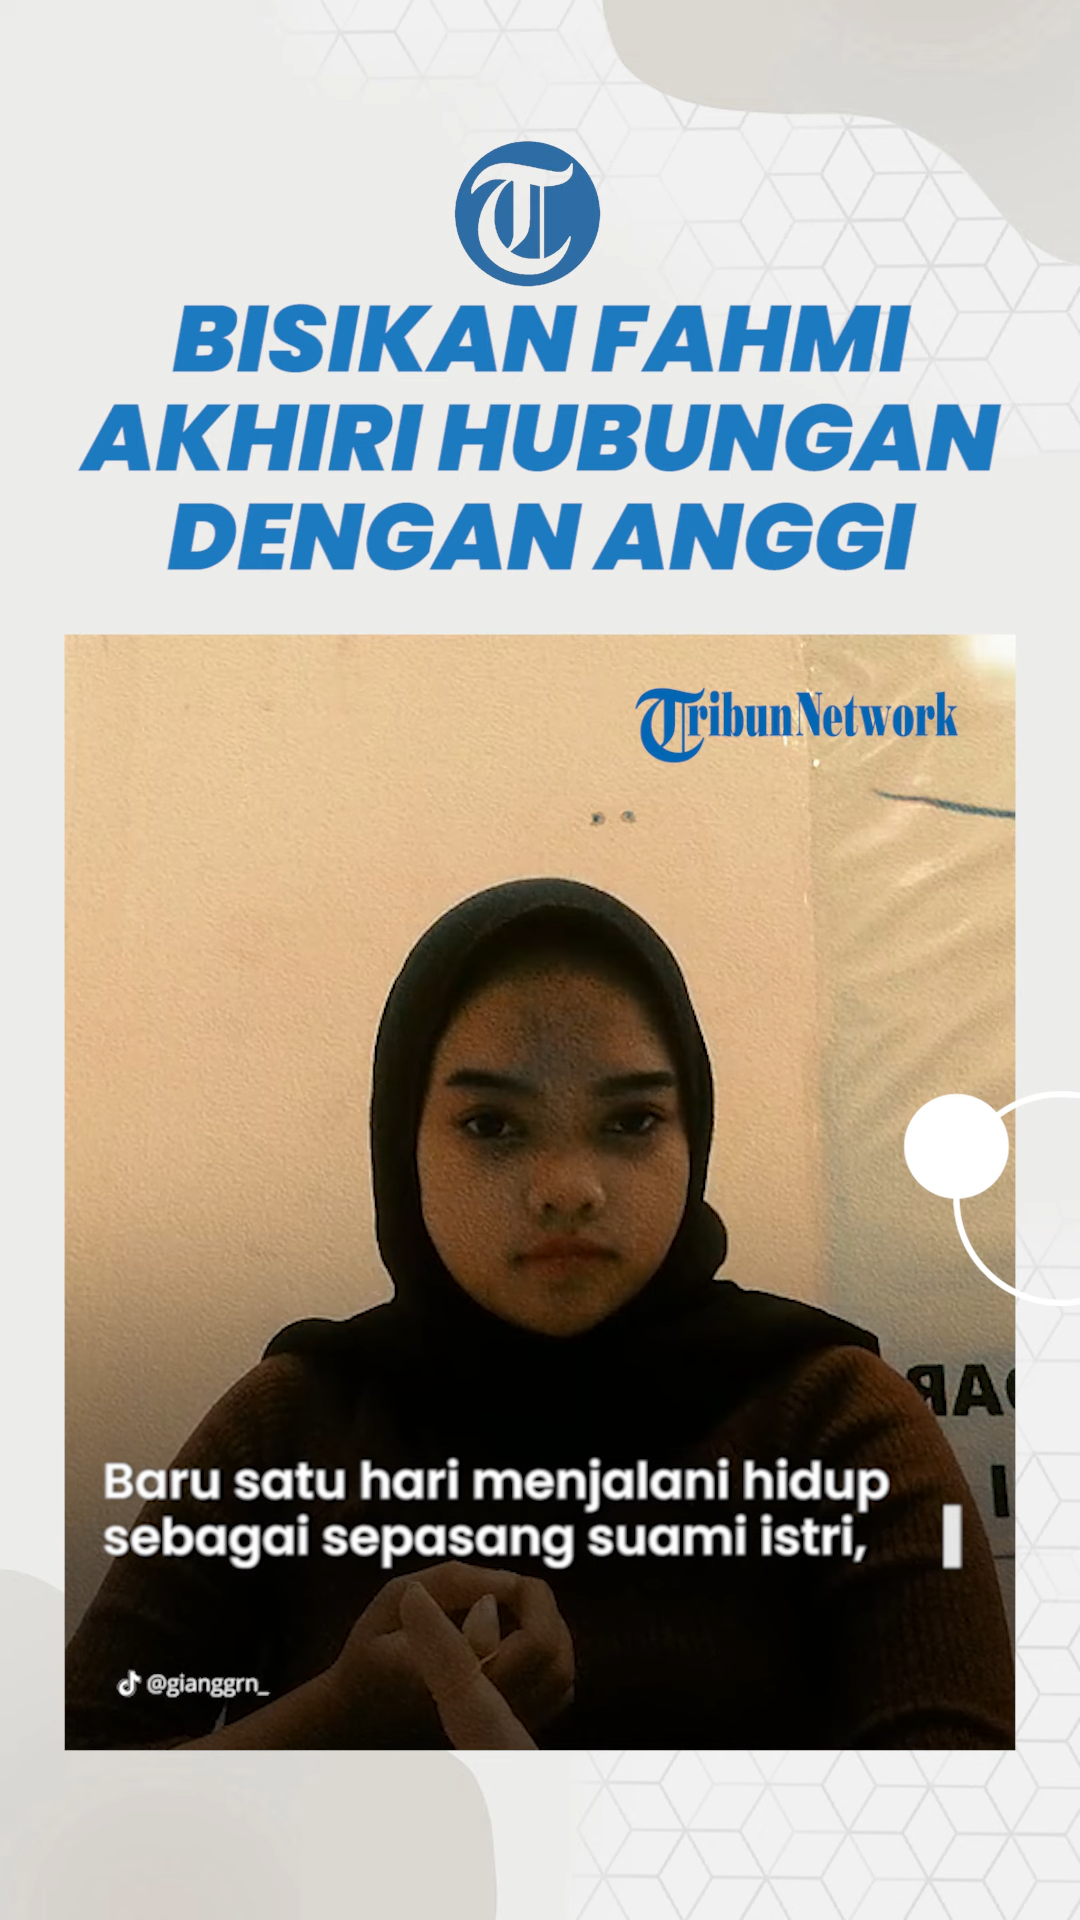 BISIKAN FAHMI
AKHIRI HUBUNGAN
DENGAN ANGGI
TribunNetwork
Baru satu hari menjalani hidup
sebagai sepasang suami istri,
@gianggrn_